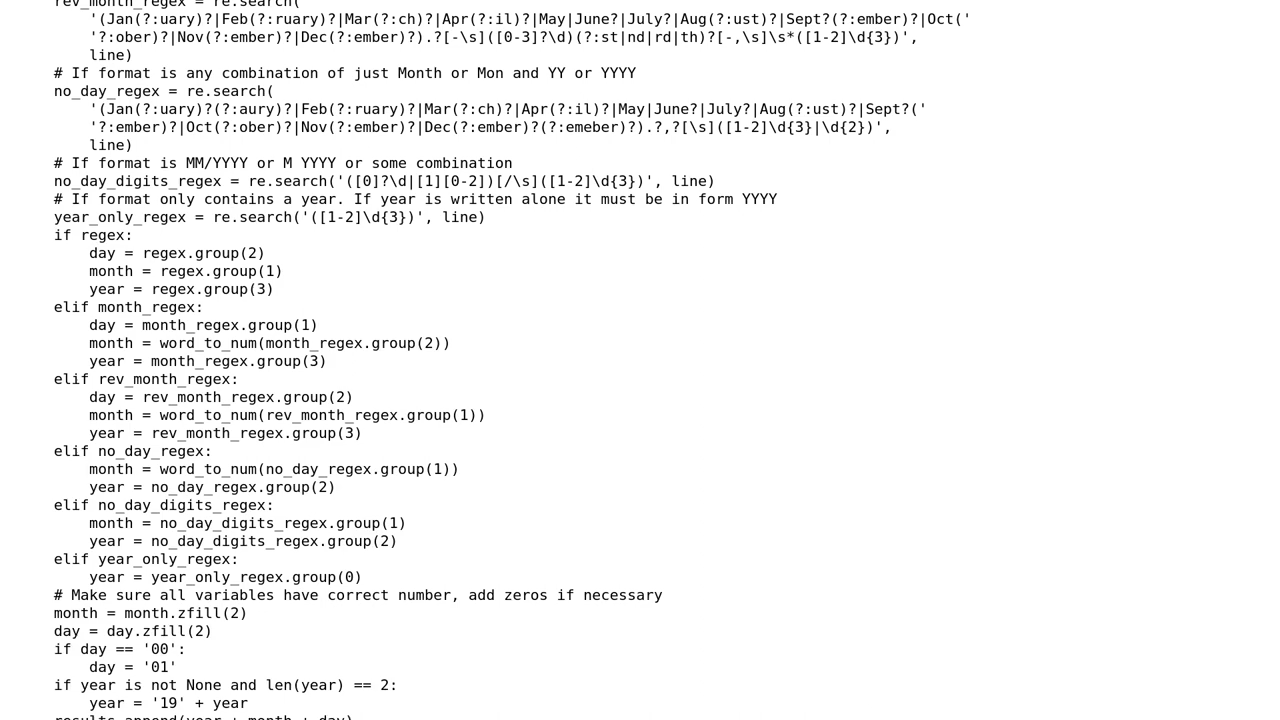 rev_month_regex = re.search(
'(Jan(?:uary)?|Feb(?:ruary)?|Mar(?:ch)?|Apr(?:il)?|May|June?|July?|Aug(?:ust)?|Sept?(?:ember)?|Oct('
'?:ober)?|Nov(?:ember)?|Dec(?:ember)?).?[-\s]([0-3]?\d)(?:st|nd|rd|th)?[-,\s]\s*([1-2]\d{3})',
line)
# If format is any combination of just Month or Mon and YY or YYYY
no_day_regex = re.search(
'(Jan(?:uary)?(?:aury)?|Feb(?:ruary)?|Mar(?:ch)?|Apr(?:il)?|May|June?|July?|Aug(?:ust)?|Sept?('
'?:ember)?|Oct(?:ober)?|Nov(?:ember)?|Dec(?:ember)?(?:emeber)?).?,?[\s]([1-2]\d{3}|\d{2})',
line)
# If format is MM/YYYY or M YYYY or some combination
no_day_digits_regex = re.search('([0]?\d|[1][0-2])[/\s]([1-2]\d{3})', line)
# If format only contains a year. If year is written alone it must be in form YYYY
year_only_regex = re.search('([1-2]\d{3})', line)
if regex:
day = regex.group(2)
month = regex.group(1)
year = regex.group(3)
elif month_regex:
day = month_regex.group(1)
month = word_to_num(month_regex.group(2))
year = month_regex.group(3)
elif rev_month_regex:
day = rev_month_regex.group(2)
month = word_to_num(rev_month_regex.group(1))
year = rev_month_regex.group(3)
elif no_day_regex:
month = word_to_num(no_day_regex.group(1))
year = no_day_regex.group(2)
elif no_day_digits_regex:
month = no_day_digits_regex.group(1)
year = no_day_digits_regex.group(2)
elif year_only_regex:
year = year_only_regex.group(0)
# Make sure all variables have correct number, add zeros if necessary
month = month.zfill(2)
day = day.zfill(2)
if day == '00':
day = '01'
if year is not None and len(year) == 2:
year = '19' + year
results.append(year + month + day)